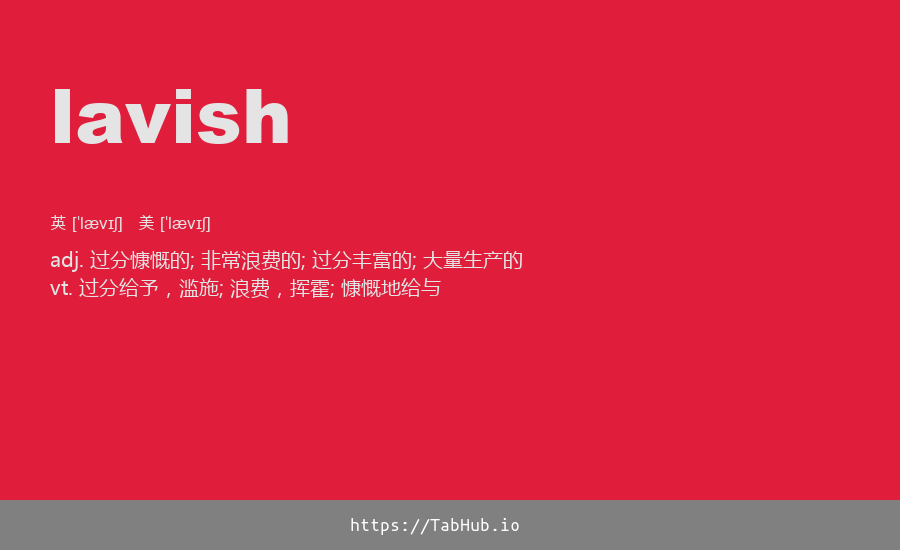 lavish
英 [ˈlævɪʃ] 美 [ˈlævɪʃ]
adj. 过分慷慨的; 非常浪费的; 过分丰富的; 大量生产的
vt. 过分给予，滥施; 浪费，挥霍; 慷慨地给与
https://TabHub.io